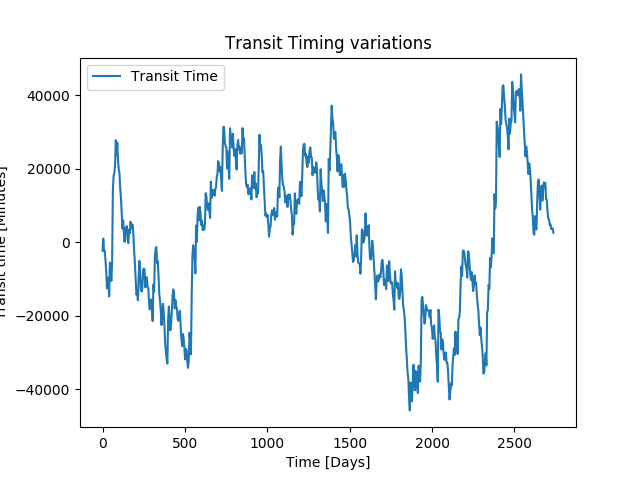 Transit Timing variations
Transit Time
40000
20000
0
−20000
−40000
Transit time [Minutes]
0
500
1000
1500
2000
2500
Time [Days]